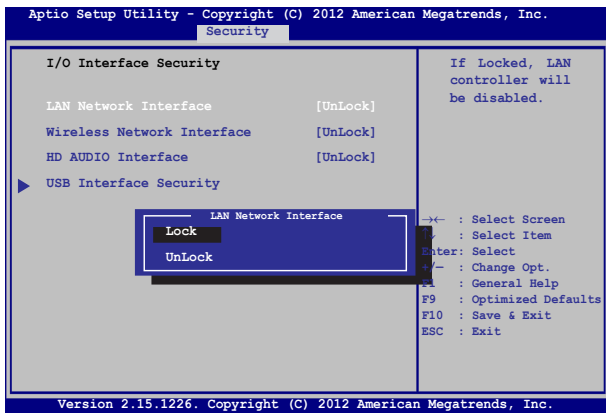 Aptio Setup Utility - Copyright (C) 2012 American Megatrends, Inc.
Security
I/O Interface Security
If Locked, LAN
controller will
be disabled.
LAN Network Interface [UnLock]
Wireless Network Interface [UnLock]
HD AUDIO Interface [UnLock]
USB Interface Security
LAN Network Interface
Lock
UnLock
→← : Select Screen
: Select Item
Enter: Select
+/— : Change Opt.
F1 : General Help
F9 : Optimized Defaults
F10 : Save & Exit
ESC : Exit
Version 2.15.1226. Copyright (C) 2012 American Megatrends, Inc.